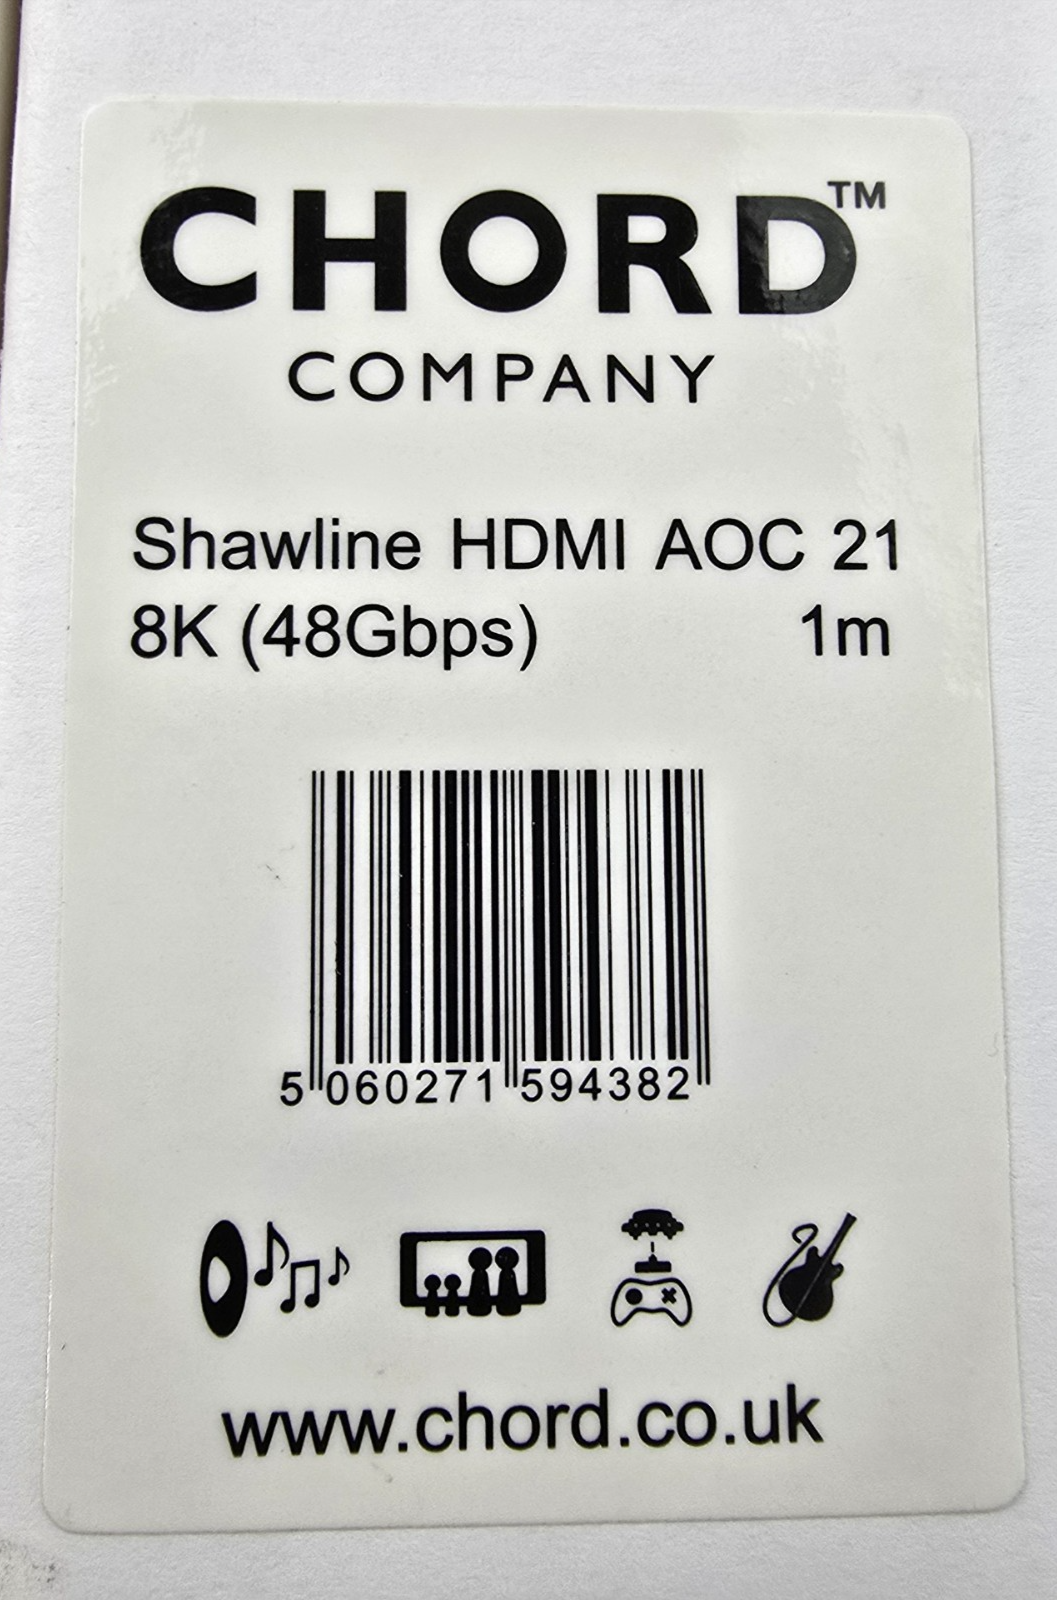 CHORD™
COMPANY
Shawline HDMI AOC 21
8K (48Gbps) 1m
5 060271 594382
www.chord.co.uk